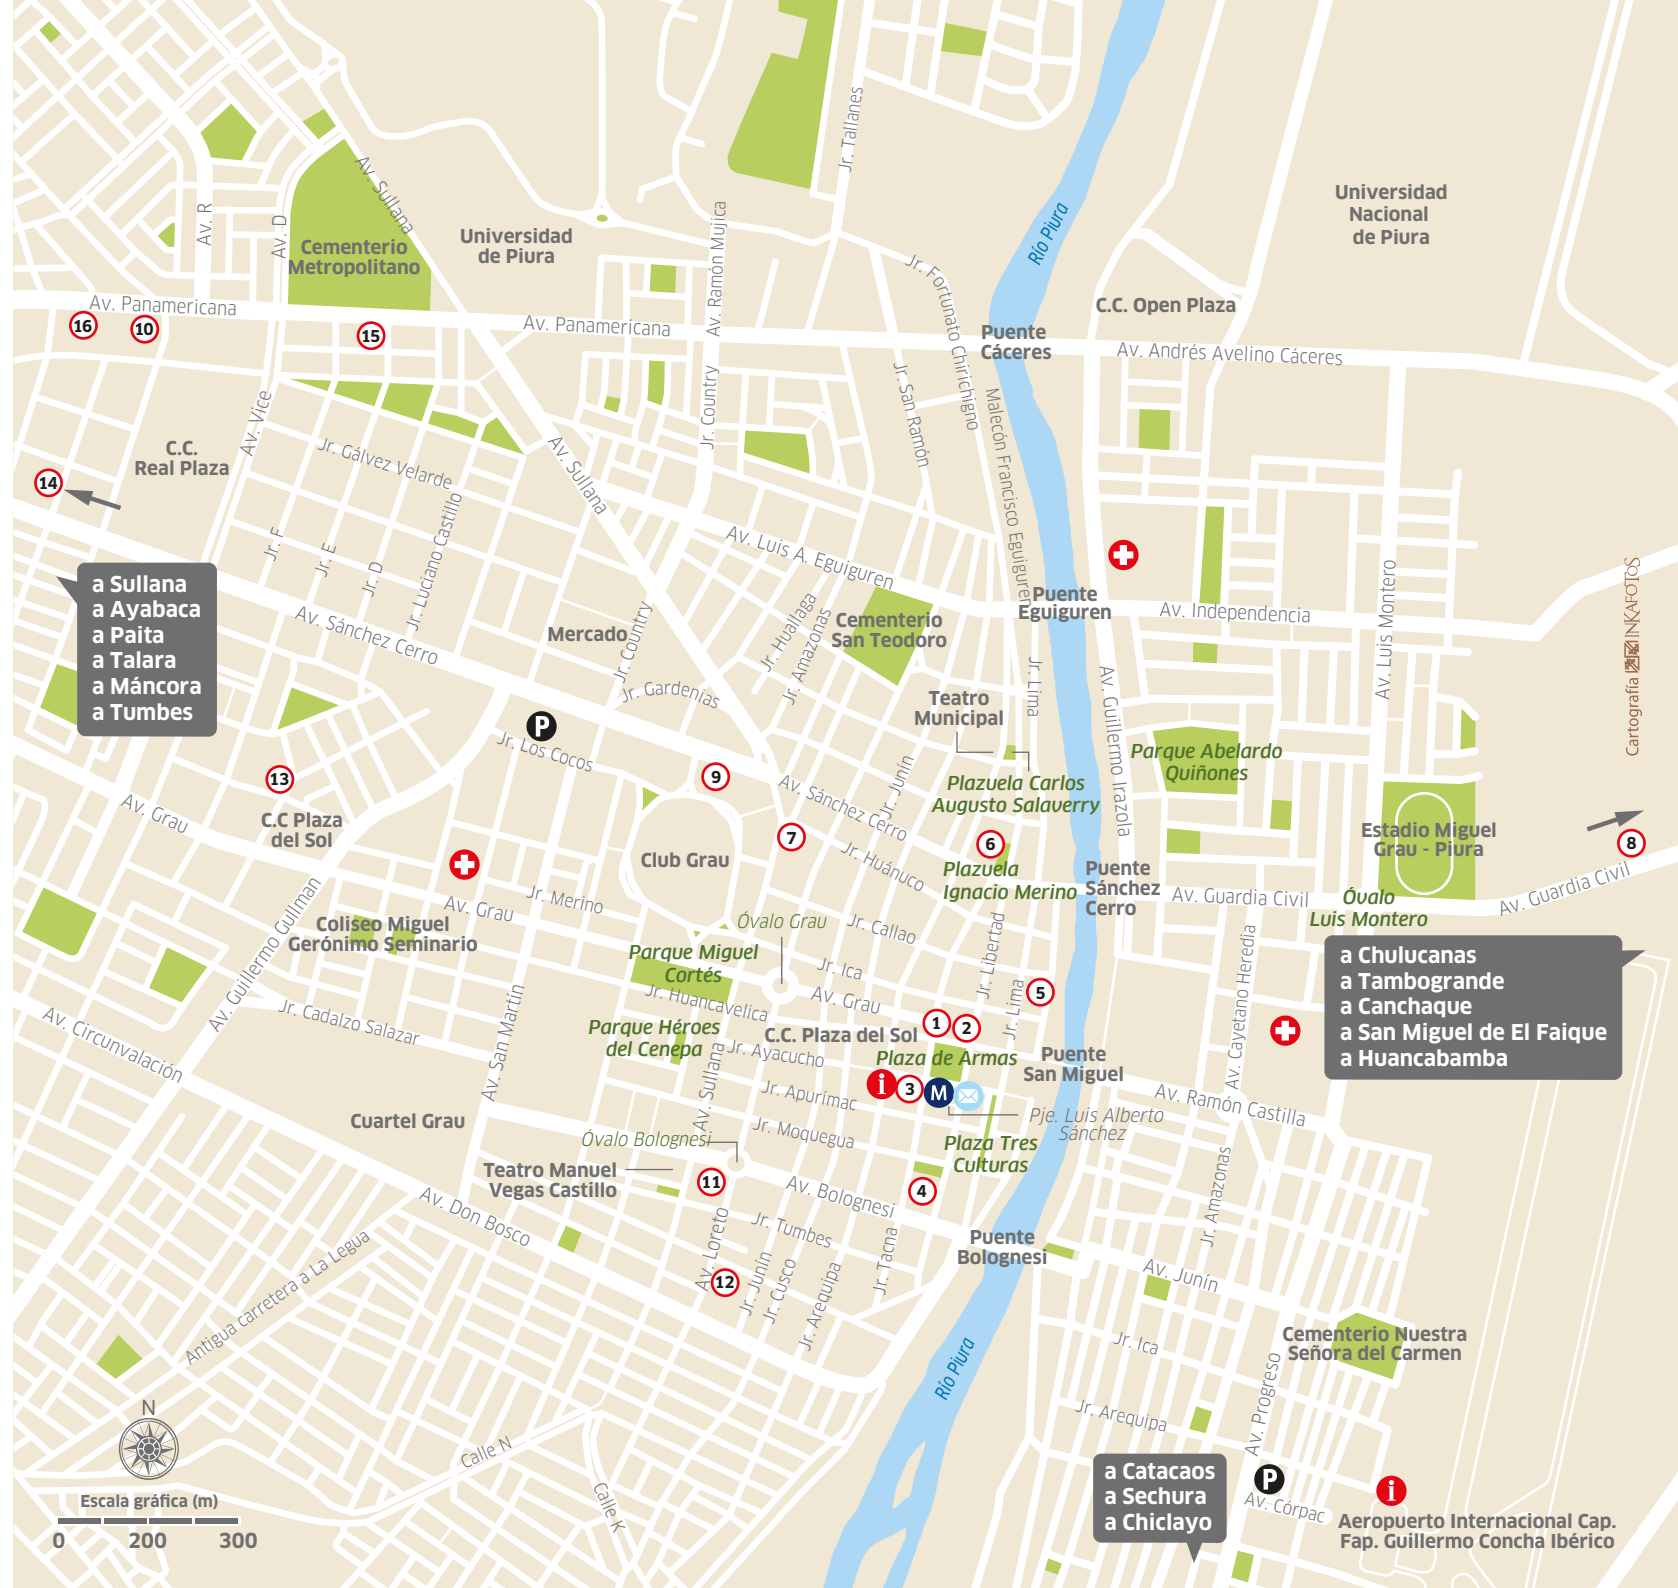 Jr. Tallanes
Av. Sullana
Av. R
Av. D
Cementerio
Metropolitano
Universidad
de Piura
Av. Ramón Mujica
Río Piura
Universidad
Nacional
de Piura
Av. Panamericana
16
10
15
Av. Panamericana
Jr. Fortunato Chirichigno
Puente
Cáceres
C.C. Open Plaza
Av. Andrés Avelino Cáceres
Av. Vice
Jr. Country
Jr. San Ramón
Malecón Francisco Eguiguren
C.C.
Real Plaza
14
Jr. Gálvez Velarde
Av. Sullana
Jr. F
Jr. E
Jr. D
Jr. Luciano Castillo
Av. Luis A. Eguiguren
a Sullana
a Ayabaca
a Paita
a Talara
a Máncora
a Tumbes
Av. Sánchez Cerro
Mercado
Jr. Country
Jr. Gardenias
Jr. Huallaga
Jr. Amazonas
Cementerio
San Teodoro
Puente
Eguiguren
Av. Independencia
Av. Luis Montero
Cartografía
INKAFOTOS
Jr. Lima
Av. Guillermo Irazola
Teatro
Municipal
Plazuela Carlos
Augusto Salaverry
Parque Abelardo
Quiñones
P
Jr. Los Cocos
9
13
C.C Plaza
del Sol
Av. Grau
Av. Sánchez Cerro
Jr. Junín
7
6
Club Grau
Jr. Huánuco
Plazuela
Ignacio Merino
Puente
Sánchez
Cerro
Estadio Miguel
Grau - Piura
8
Av. Guardia Civil
Óvalo
Luis Montero
Av. Guardia Civil
Jr. Merino
Av. Grau
Coliseo Miguel
Gerónimo Seminario
Av. Guillermo Gullman
Óvalo Grau
Jr. Callao
Parque Miguel
Cortés
Jr. Ica
Jr. Libertad
Jr. Huancavelica
Av. Grau
5
Jr. Lima
Av. Cayetano Heredia
a Chulucanas
a Tambogrande
a Canchaque
a San Miguel de El Faique
a Huancabamba
Av. Circunvalación
Jr. Cadalzo Salazar
Av. San Martin
Parque Héroes
del Cenepa
C.C. Plaza del Sol
1
2
Jr. Ayacucho
Plaza de Armas
Puente
San Miguel
Av. Sullana
Jr. Apurímac
i
3
M
Av. Ramón Castilla
Cuartel Grau
Jr. Moquegua
Pje. Luis Alberto
Sánchez
Óvalo Bolognesi
Plaza Tres
Culturas
Teatro Manuel
Vegas Castillo
11
4
Av. Bolognesi
Jr. Amazonas
Av. Don Bosco
Av. Loreto
Jr. Tumbes
Jr. Tacna
Puente
Bolognesi
Av. Junín
Antigua carretera a La Legua
12
Jr. Junín
Jr. Cusco
Jr. Arequipa
Jr. Ica
Cementerio Nuestra
Señora del Carmen
Río Piura
Jr. Arequipa
Av. Progreso
N
Calle N
Calle K
Escala gráfica (m)
0
200
300
a Catacaos
a Sechura
a Chiclayo
P
Av. Córpac
i
Aeropuerto Internacional Cap.
Fap. Guillermo Concha Ibérico